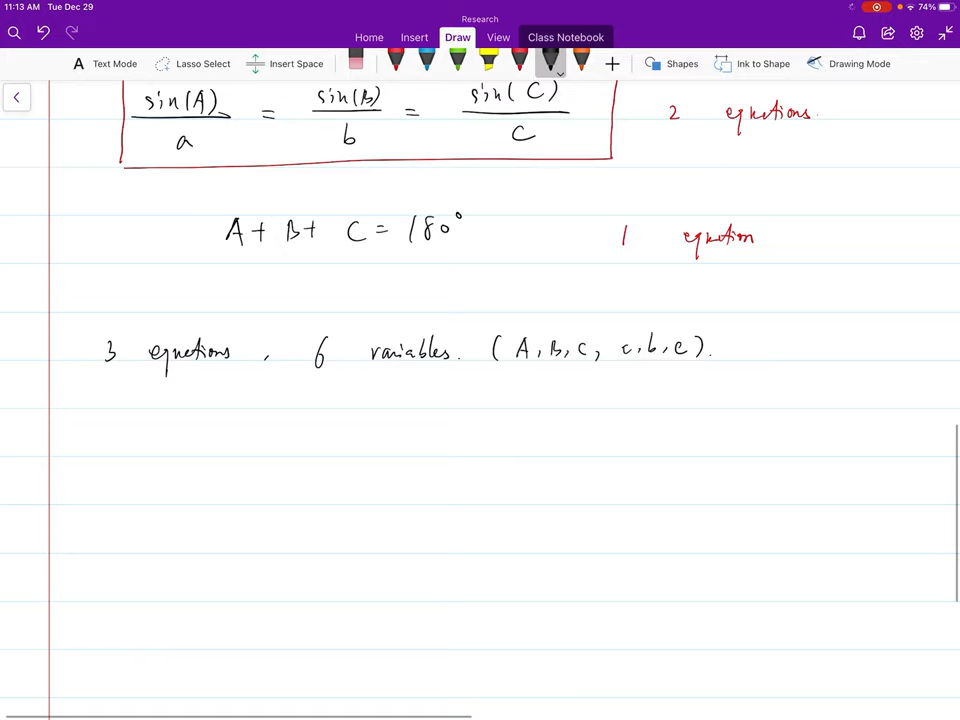 11:13 AM Tue Dec 29
74%
Research
Home Insert Draw View Class Notebook
Text Mode Lasso Select Insert Space Shapes Ink to Shape Drawing Mode
sin(A)/a = sin(B)/b = sin(C)/c 2 equations.
A + B + C = 180° 1 equation
3 equations, 6 variables. (A, B, C, a, b, c).